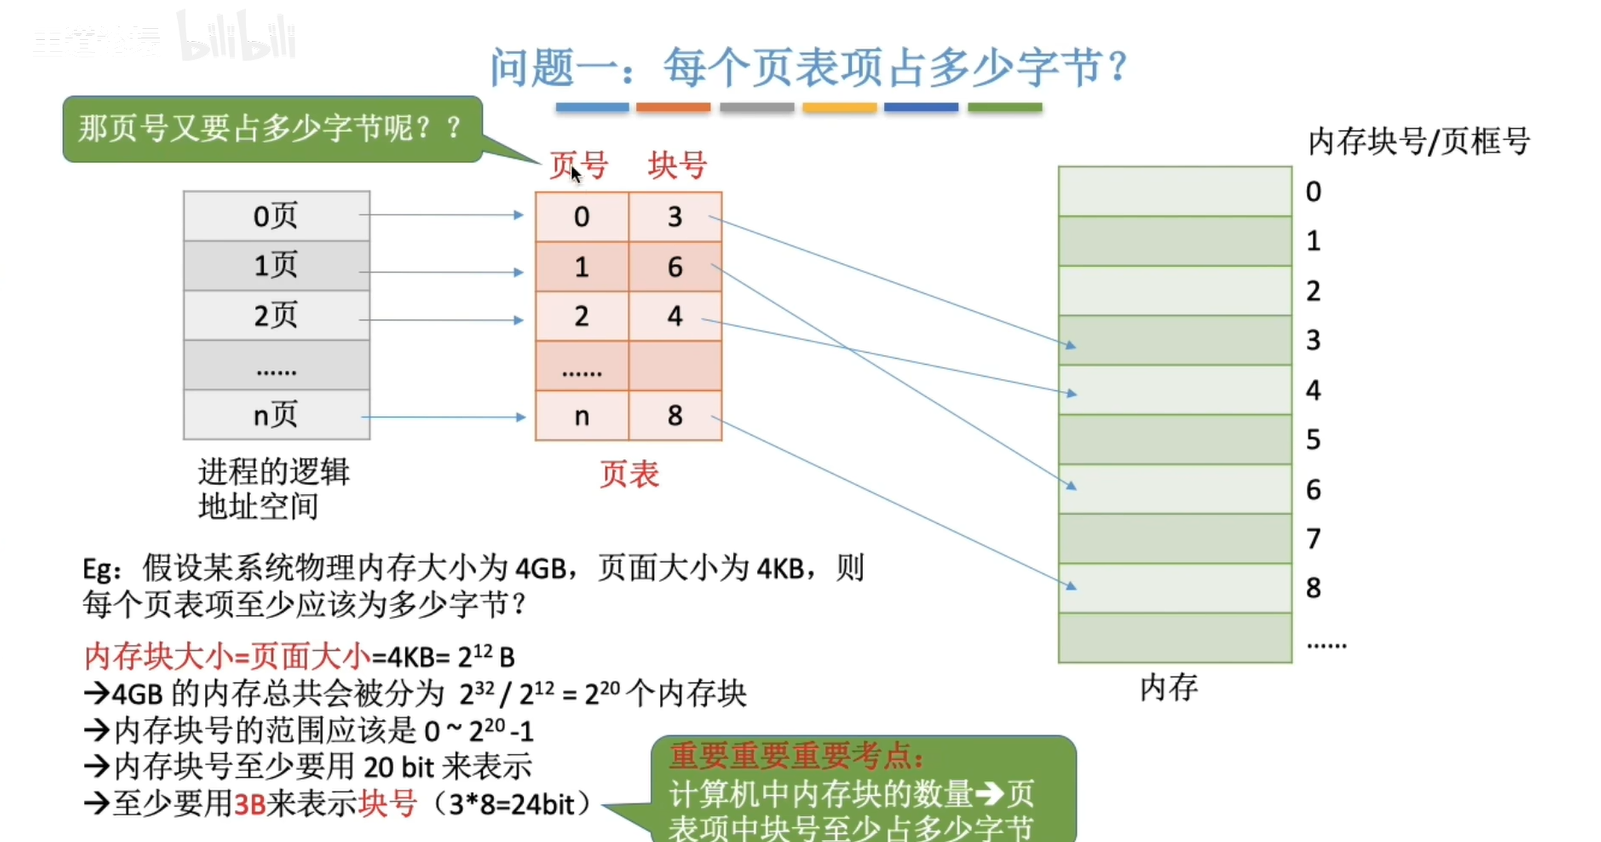 bilibili
问题一：每个页表项占多少字节？
那页号又要占多少字节呢？？
页号 块号
内存块号/页框号
0页
1页
2页
......
n页
进程的逻辑
地址空间
0 3
1 6
2 4
......
n 8
页表
0
1
2
3
4
5
6
7
8
......
内存
Eg：假设某系统物理内存大小为 4GB，页面大小为 4KB，则
每个页表项至少应该为多少字节？
内存块大小=页面大小=4KB= 2¹² B
→4GB 的内存总共会被分为 2³² / 2¹² = 2²⁰ 个内存块
→内存块号的范围应该是 0 ~ 2²⁰ -1
→内存块号至少要用 20 bit 来表示
→至少要用3B来表示块号（3*8=24bit）
重要重要重要考点：
计算机中内存块的数量→页
表项中块号至少占多少字节